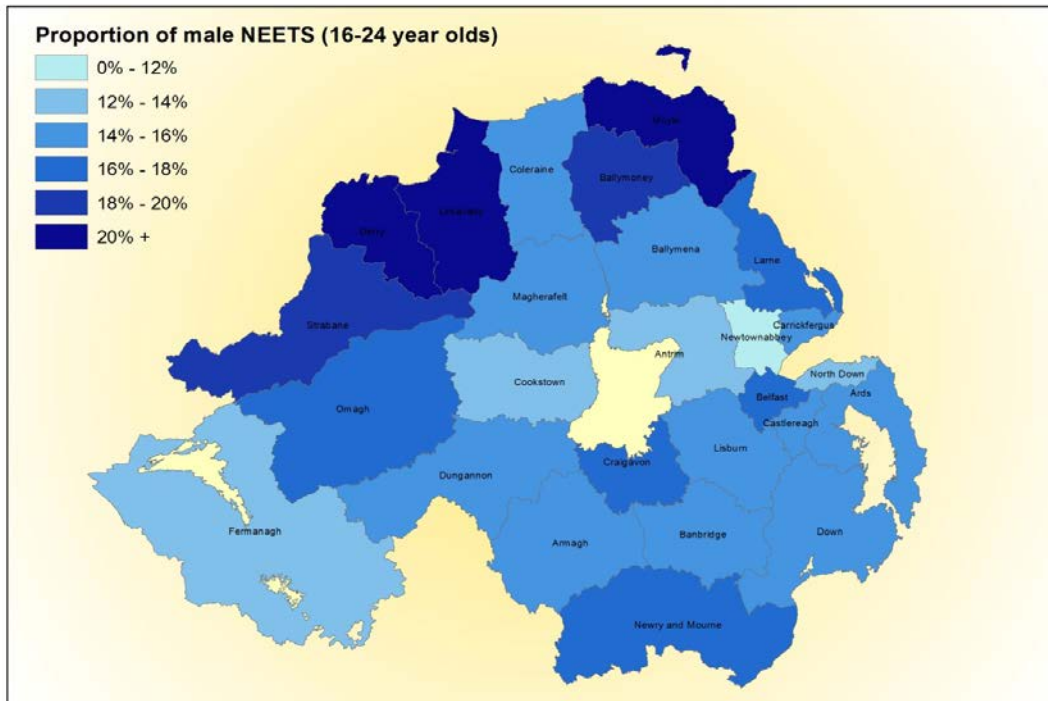 Proportion of male NEETS (16-24 year olds)
0% - 12%
12% - 14%
14% - 16%
16% - 18%
18% - 20%
20% +
Moyle
Coleraine
Ballymoney
Limavady
Derry
Ballymena
Larne
Magherafelt
Strabane
Carrickfergus
Newtownabbey
Antrim
North Down
Cookstown
Ards
Belfast
Omagh
Castlereagh
Lisburn
Craigavon
Dungannon
Fermanagh
Banbridge
Down
Armagh
Newry and Mourne